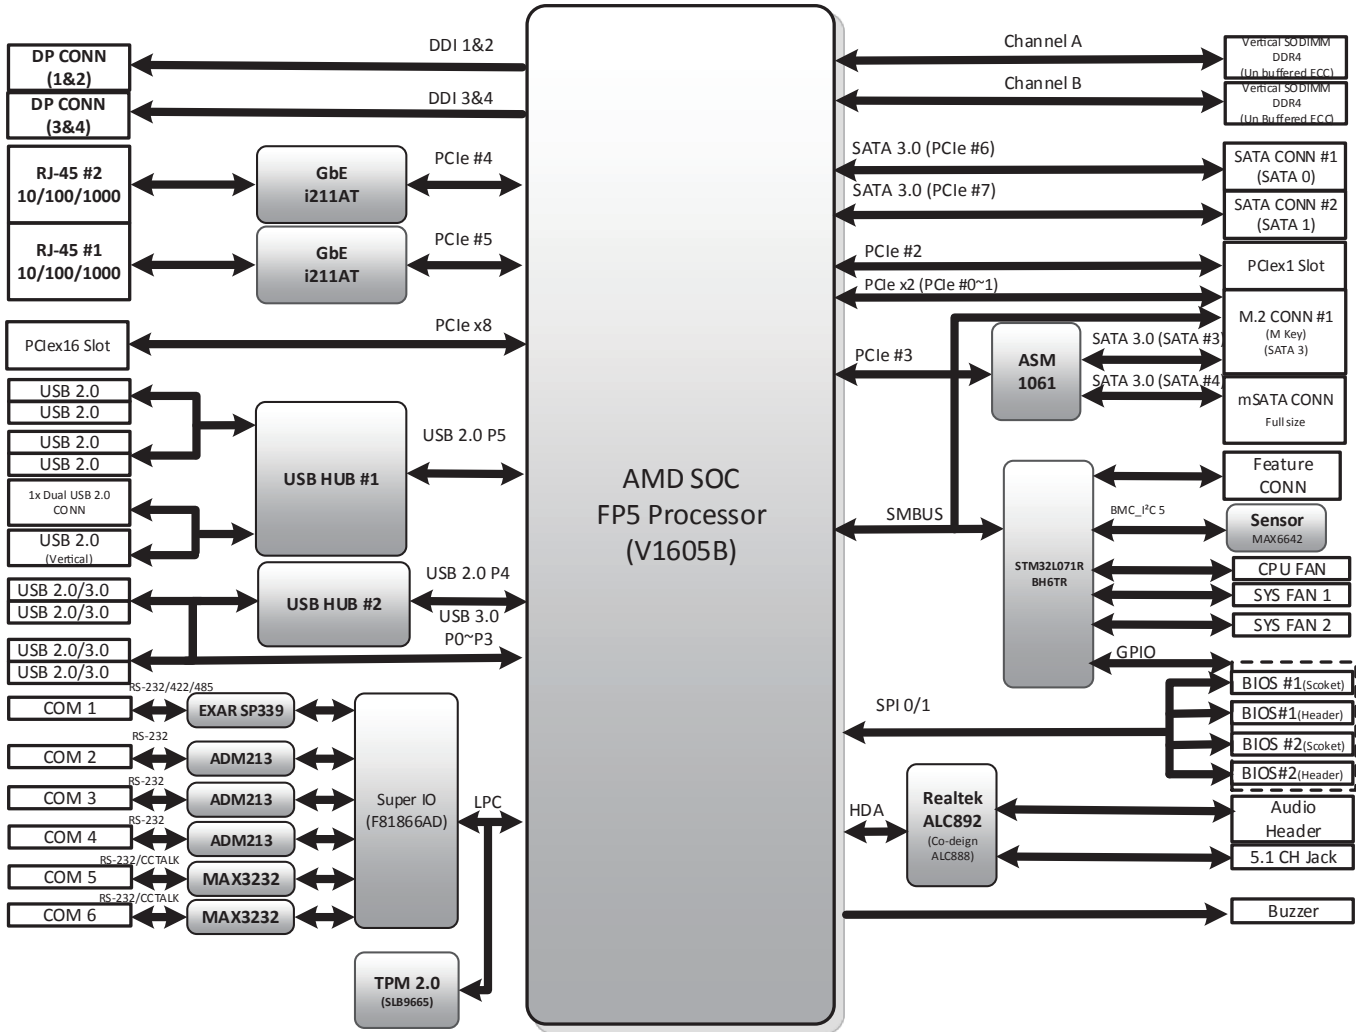 DDI 1&2
DP CONN
(1&2)
DDI 3&4
DP CONN
(3&4)
RJ-45 #2
10/100/1000
GbE
i211AT
PCIe #4
RJ-45 #1
10/100/1000
GbE
i211AT
PCIe #5
PCIex16 Slot
PCIe x8
USB 2.0
USB 2.0
USB 2.0
USB 2.0
1x Dual USB 2.0
CONN
USB 2.0
(Vertical)
USB HUB #1
USB 2.0 P5
USB 2.0/3.0
USB 2.0/3.0
USB 2.0/3.0
USB 2.0/3.0
USB HUB #2
USB 2.0 P4
USB 3.0
P0~P3
COM 1
RS-232/422/485
EXAR SP339
COM 2
RS-232
ADM213
COM 3
RS-232
ADM213
COM 4
RS-232
ADM213
COM 5
RS-232/CCTALK
MAX3232
COM 6
RS-232/CCTALK
MAX3232
Super IO
(F81866AD)
LPC
TPM 2.0
(SLB9665)
AMD SOC
FP5 Processor
(V1605B)
Channel A
Vertical SODIMM
DDR4
(Un buffered ECC)
Channel B
Vertical SODIMM
DDR4
(Un Buffered ECC)
SATA 3.0 (PCIe #6)
SATA CONN #1
(SATA 0)
SATA 3.0 (PCIe #7)
SATA CONN #2
(SATA 1)
PCIe #2
PCIex1 Slot
PCIe x2 (PCIe #0~1)
M.2 CONN #1
(M Key)
(SATA 3)
PCIe #3
ASM
1061
SATA 3.0 (SATA #3)
SATA 3.0 (SATA #4)
mSATA CONN
Full size
SMBUS
STM32L071R
BH6TR
Feature
CONN
BMC_I²C 5
Sensor
MAX6642
CPU FAN
SYS FAN 1
SYS FAN 2
GPIO
SPI 0/1
BIOS #1(Scoket)
BIOS#1(Header)
BIOS #2(Scoket)
BIOS#2(Header)
HDA
Realtek
ALC892
(Co-deign
ALC888)
Audio
Header
5.1 CH Jack
Buzzer